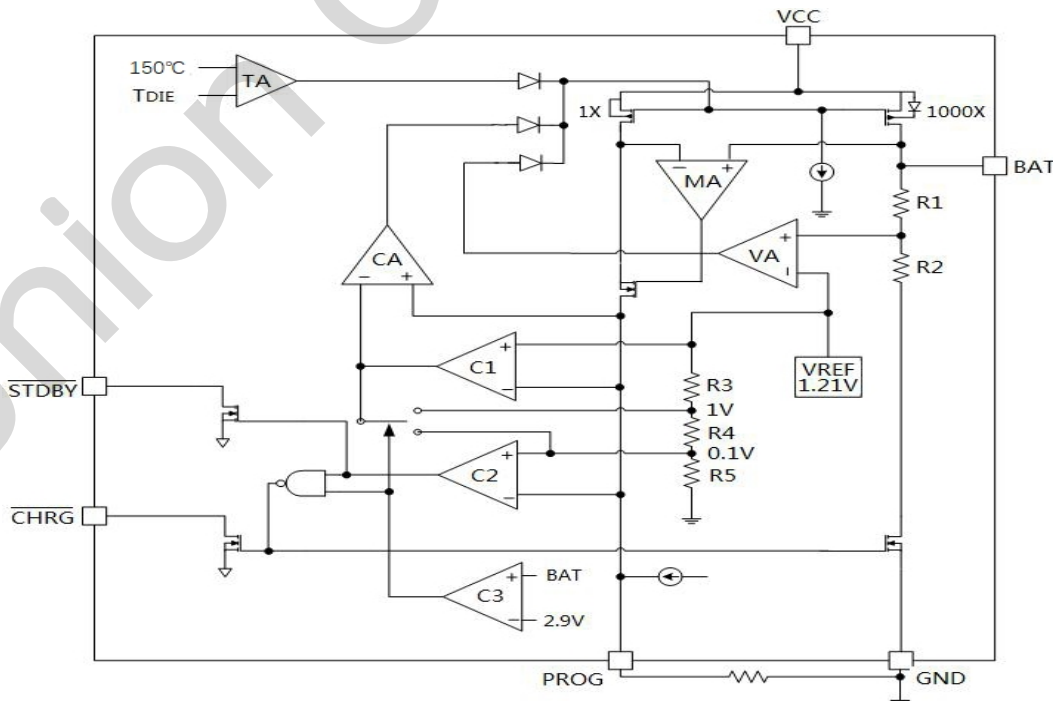 VCC
150°C
TDIE
TA
1X
1000X
MA
BAT
R1
CA
VA
R2
C1
VREF
1.21V
STDBY
R3
1V
R4
0.1V
C2
R5
CHRG
BAT
C3
2.9V
PROG
GND